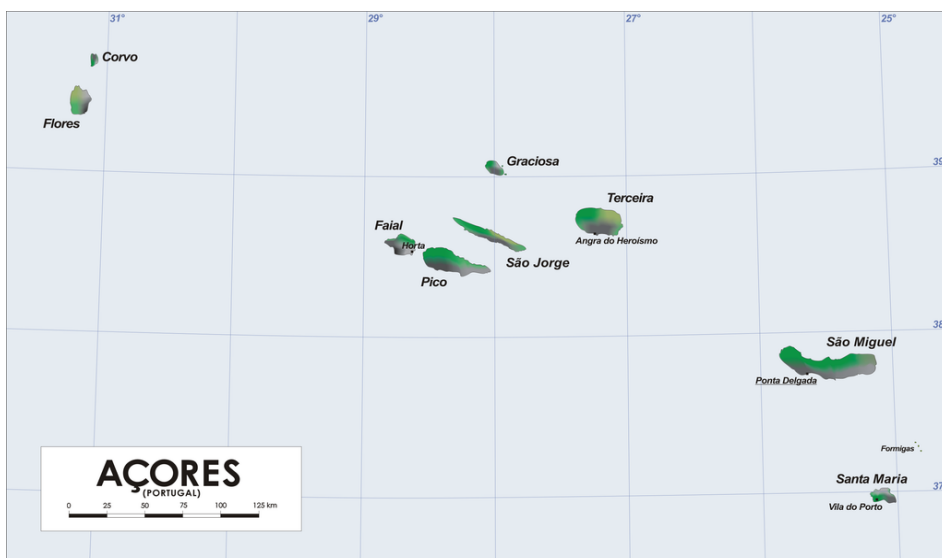 31°
29°
27°
25°
Corvo
Flores
Graciosa
39
Terceira
Faial
Horta
Angra do Heroísmo
São Jorge
Pico
38
São Miguel
Ponta Delgada
Formigas
Santa Maria
37
Vila do Porto
AÇORES
(PORTUGAL)
0 25 50 75 100 125 km